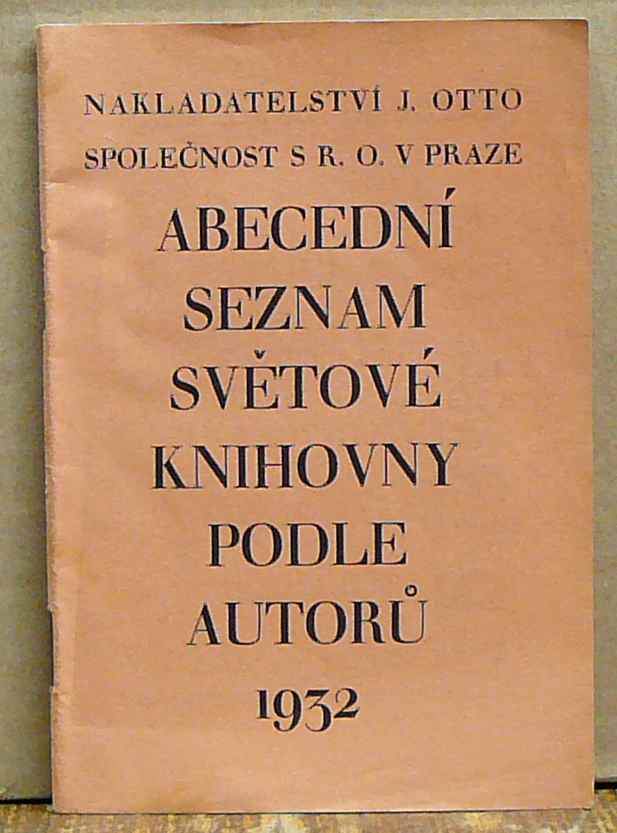 NAKLADATELSTVÍ J. OTTO
SPOLEČNOST S R. O. V PRAZE
ABECEDNÍ
SEZNAM
SVĚTOVÉ
KNIHOVNY
PODLE
AUTORŮ
1932